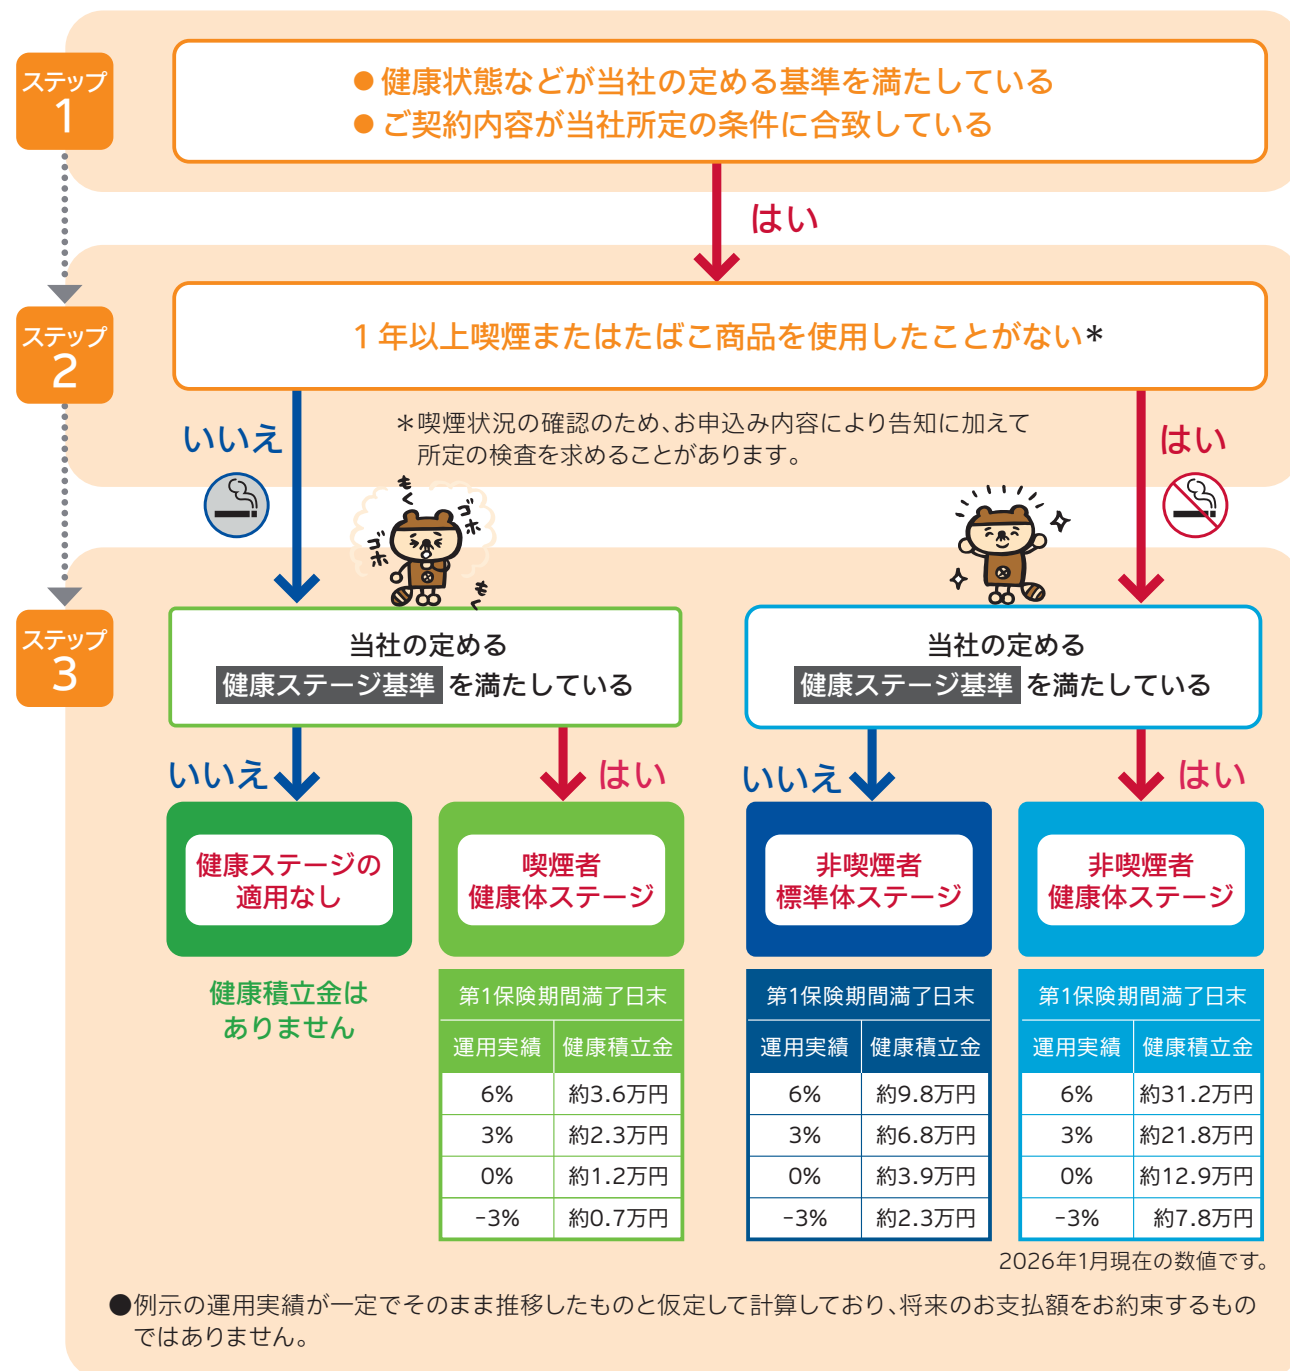 ステップ
1
●健康状態などが当社の定める基準を満たしている
●ご契約内容が当社所定の条件に合致している
はい
ステップ
2
1年以上喫煙またはたばこ商品を使用したことがない*
いいえ
*喫煙状況の確認のため、お申込み内容により告知に加えて
所定の検査を求めることがあります。
はい
もく
ゴホ
ゴホ
もく
ステップ
3
当社の定める
健康ステージ基準 を満たしている
当社の定める
健康ステージ基準 を満たしている
いいえ
はい
いいえ
はい
健康ステージの
適用なし
喫煙者
健康体ステージ
非喫煙者
標準体ステージ
非喫煙者
健康体ステージ
健康積立金は
ありません
第1保険期間満了日末
運用実績 健康積立金
6% 約3.6万円
3% 約2.3万円
0% 約1.2万円
-3% 約0.7万円
第1保険期間満了日末
運用実績 健康積立金
6% 約9.8万円
3% 約6.8万円
0% 約3.9万円
-3% 約2.3万円
第1保険期間満了日末
運用実績 健康積立金
6% 約31.2万円
3% 約21.8万円
0% 約12.9万円
-3% 約7.8万円
2026年1月現在の数値です。
●例示の運用実績が一定でそのまま推移したものと仮定して計算しており、将来のお支払額をお約束するもの
ではありません。